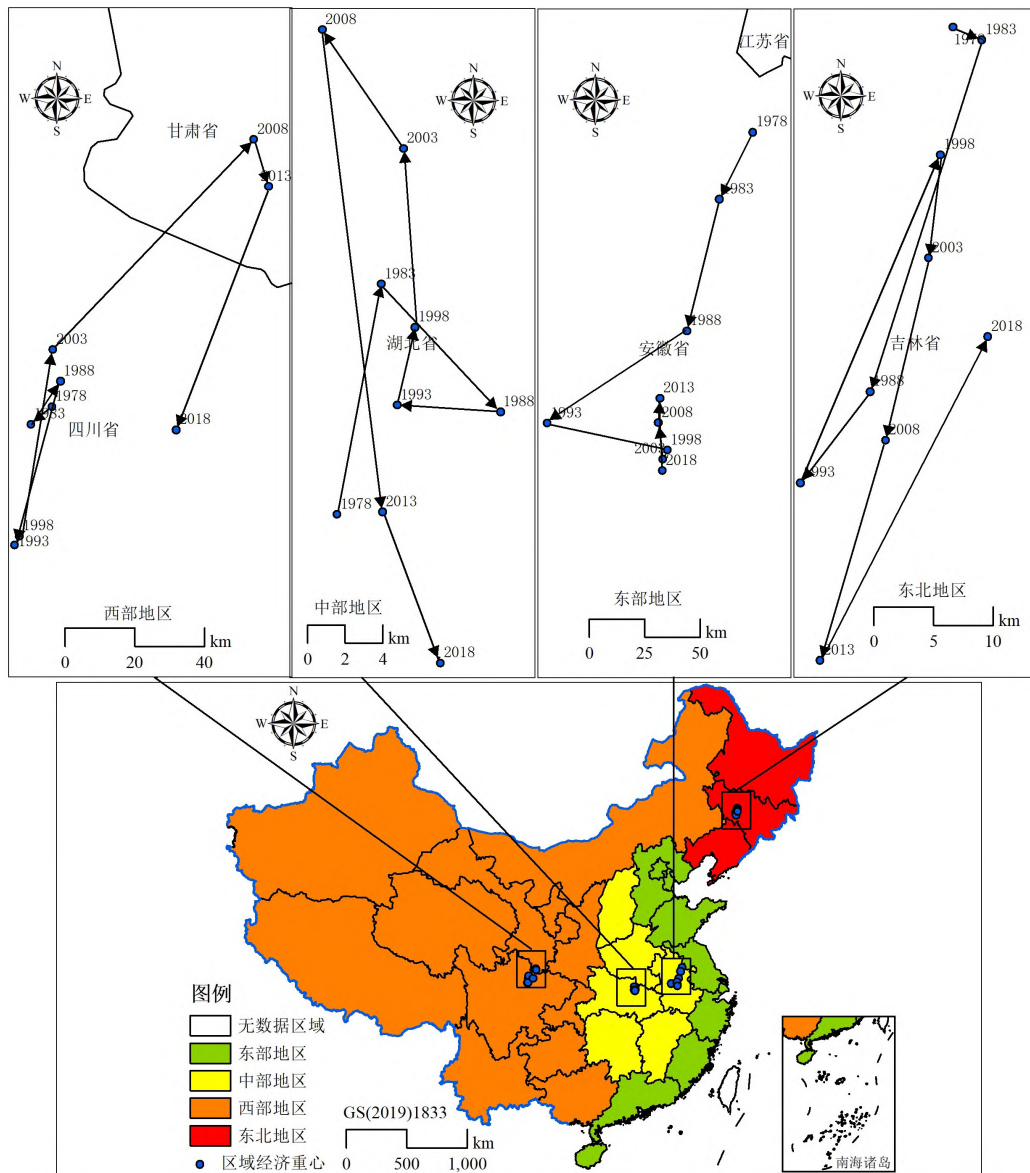 N
W E
S
甘肃省
2008
2013
2003
1988
1978
1983
四川省
2018
1998
1993
西部地区
km
0 20 40
2008
N
W E
S
2003
1983
1998
湖北省
1993
1988
1978
2013
中部地区
km
0 2 4
2018
江苏省
N
W E
S
1978
1983
1988
安徽省
2013
1993
2008
1998
2003
2018
东部地区
km
0 25 50
1983
1978
N
W E
S
1998
2003
2018
吉林省
1988
2008
1993
东北地区
km
0 5 10
2013
N
W E
S
图例
无数据区域
东部地区
中部地区
西部地区
东北地区
区域经济重心
GS(2019)1833
km
0 500 1,000
南海诸岛